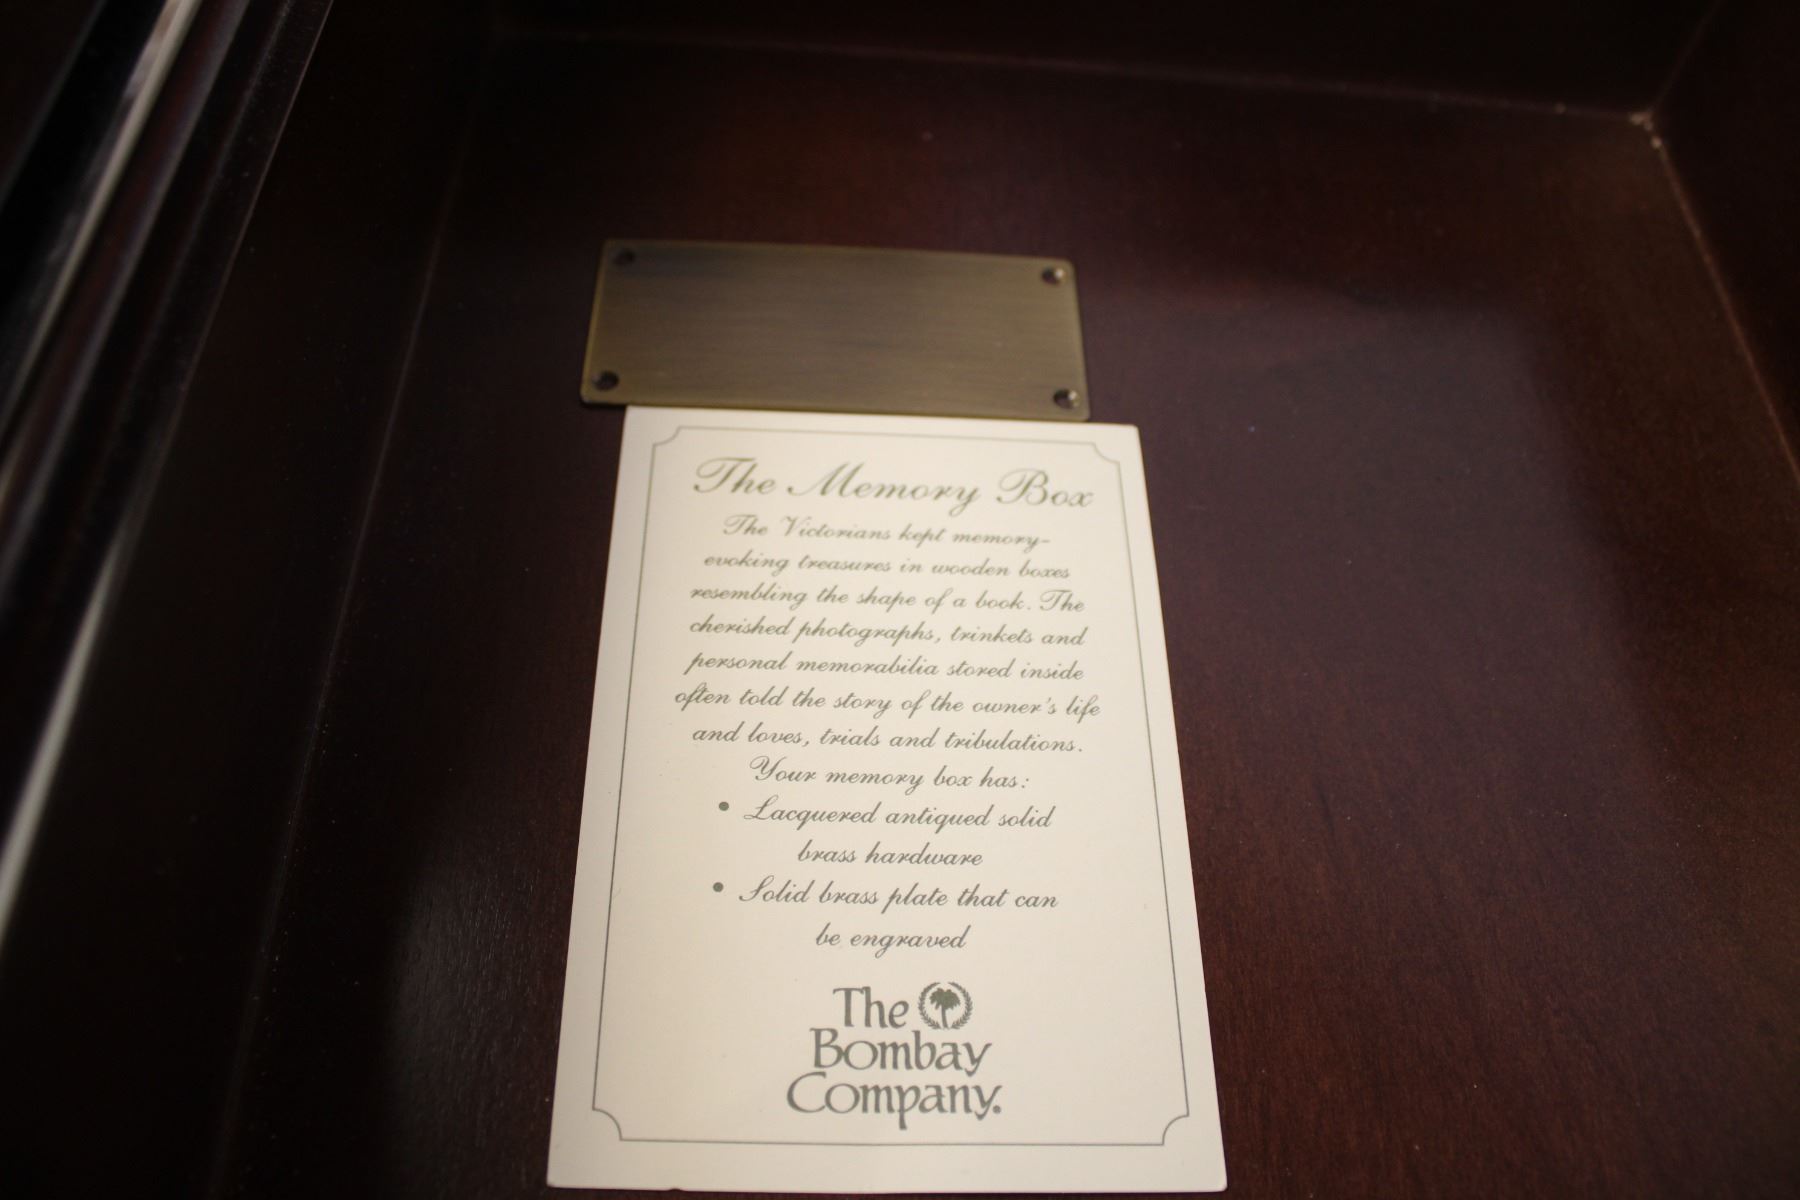 The Memory Box
The Victorians kept memory-
evoking treasures in wooden boxes
resembling the shape of a book. The
cherished photographs, trinkets and
personal memorabilia stored inside
often told the story of the owner's life
and loves, trials and tribulations.
Your memory box has:
• Lacquered antiqued solid
brass hardware
• Solid brass plate that can
be engraved
The
Bombay
Company.